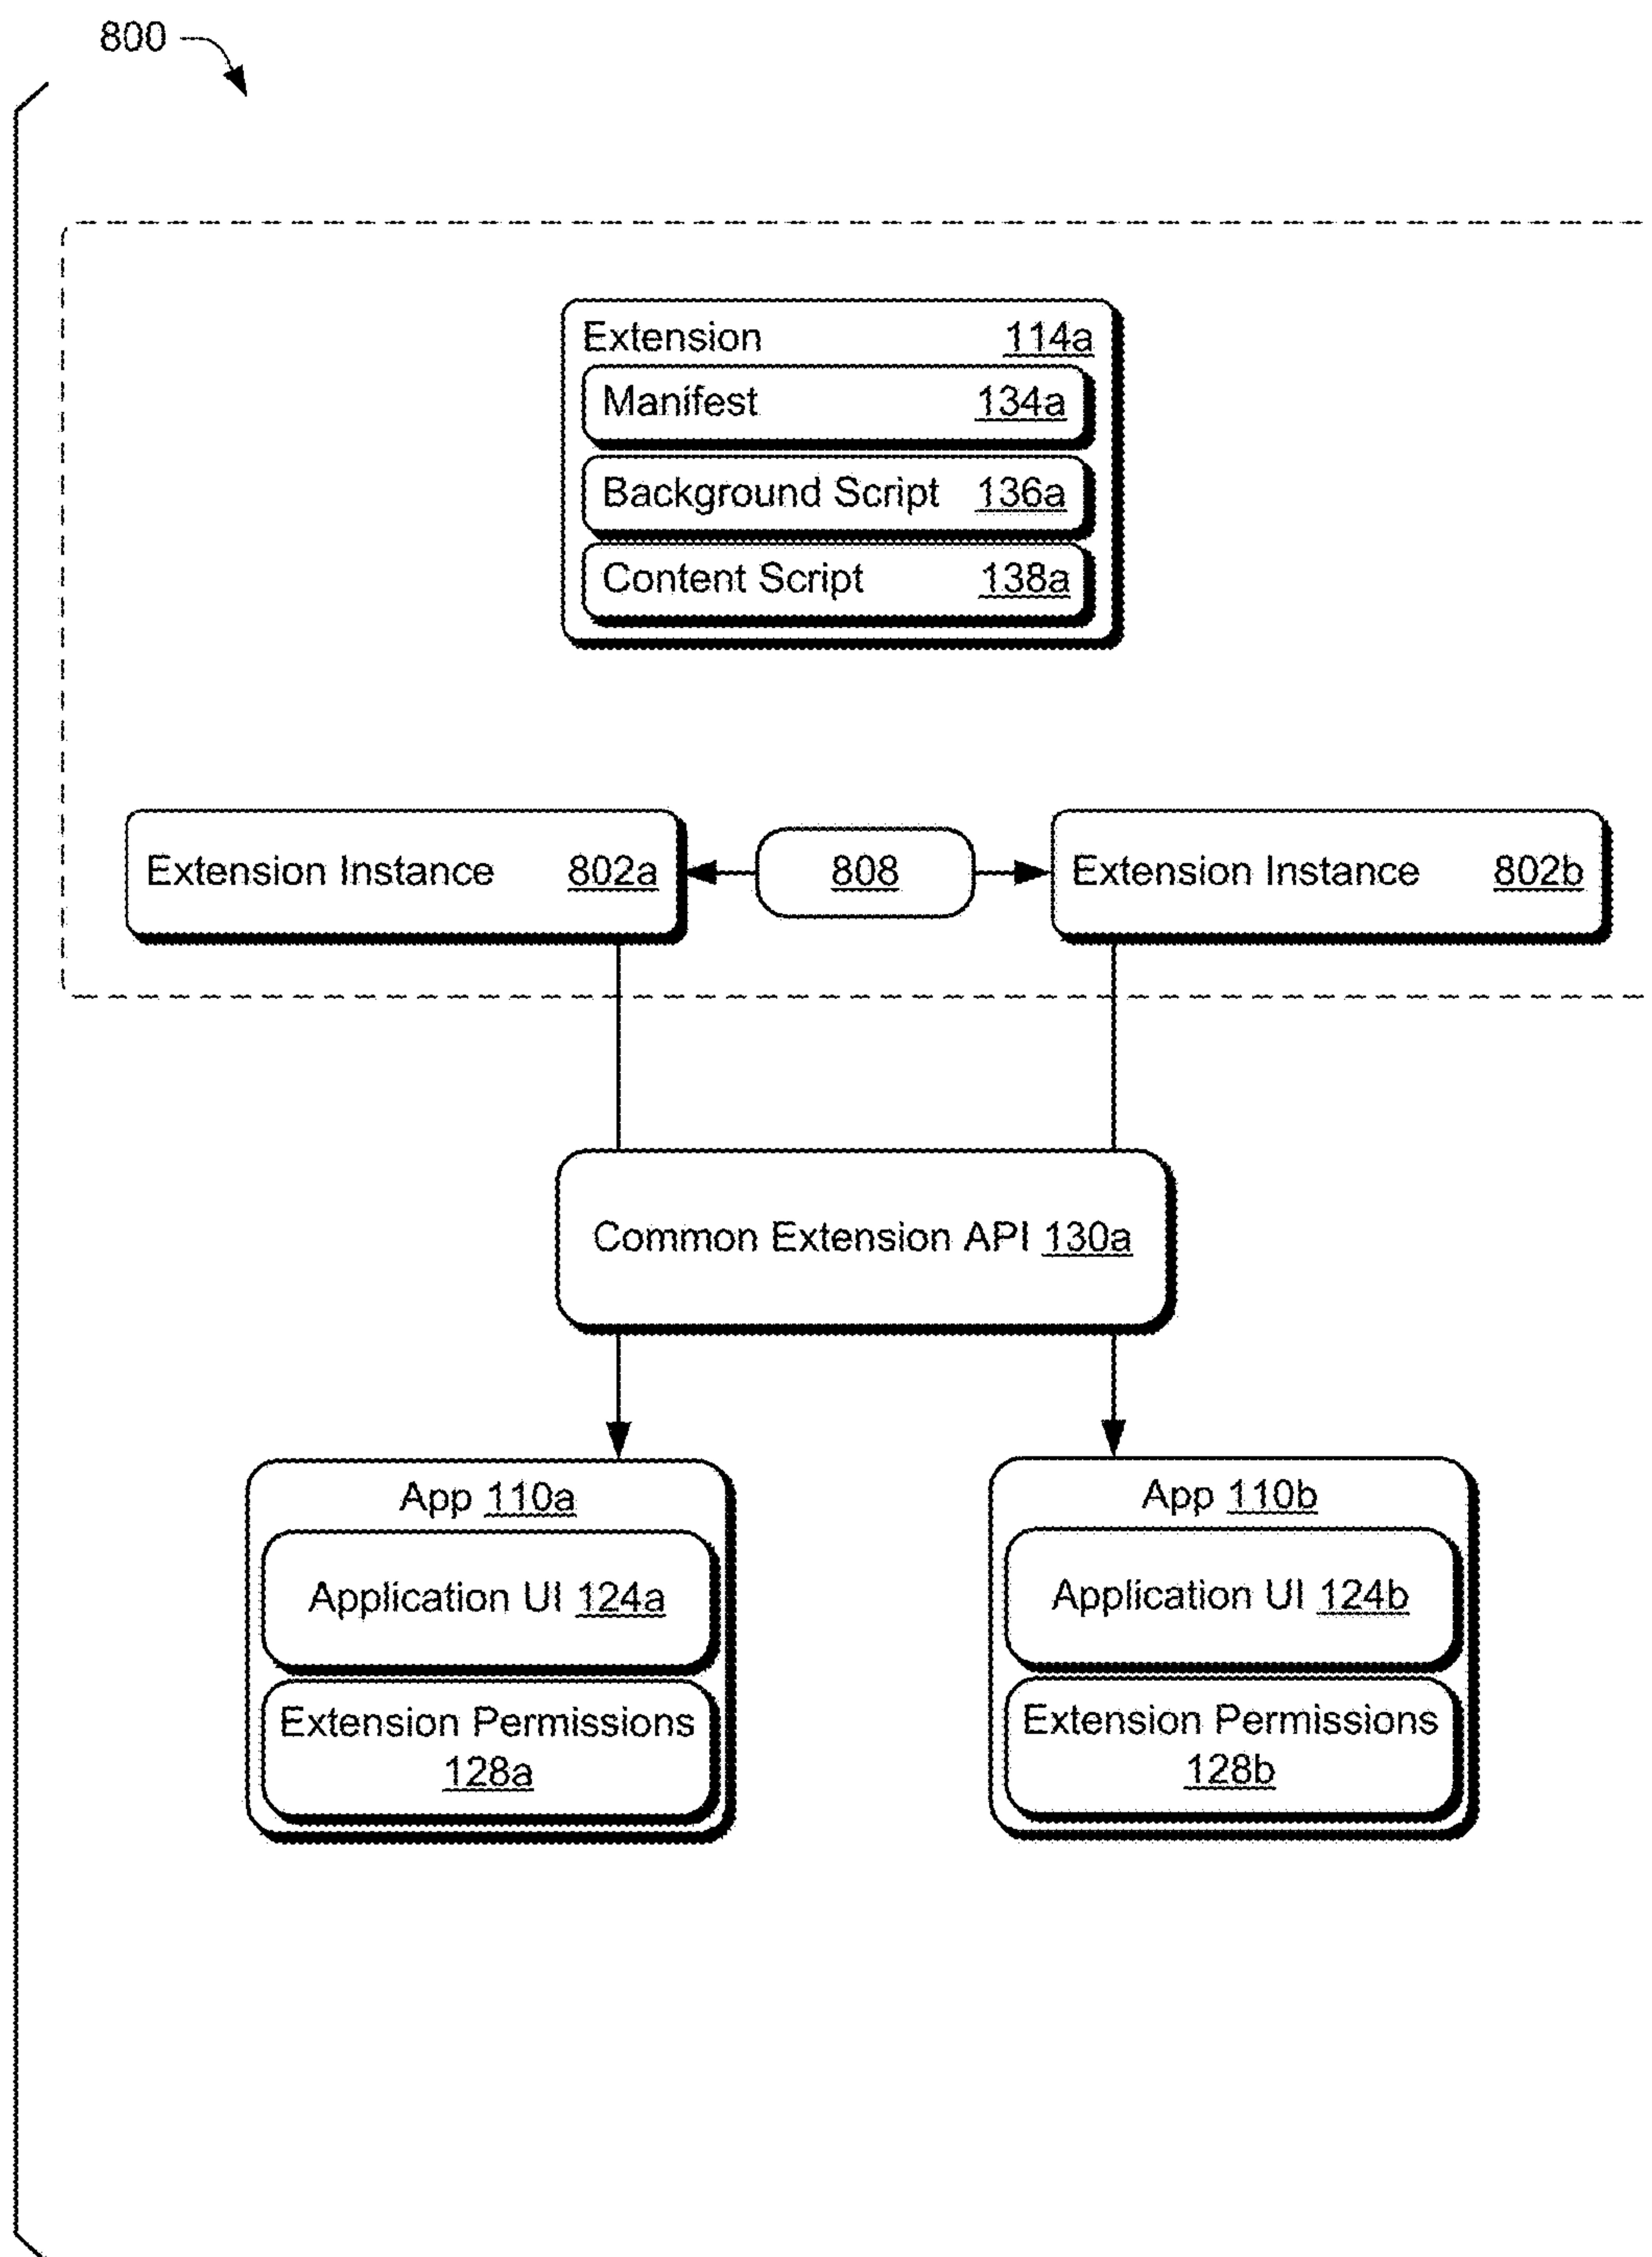 800
Extension 114a
Manifest 134a
Background Script 136a
Content Script 138a
Extension Instance 802a
808
Extension Instance 802b
Common Extension API 130a
App 110a
Application UI 124a
Extension Permissions
128a
App 110b
Application UI 124b
Extension Permissions
128b